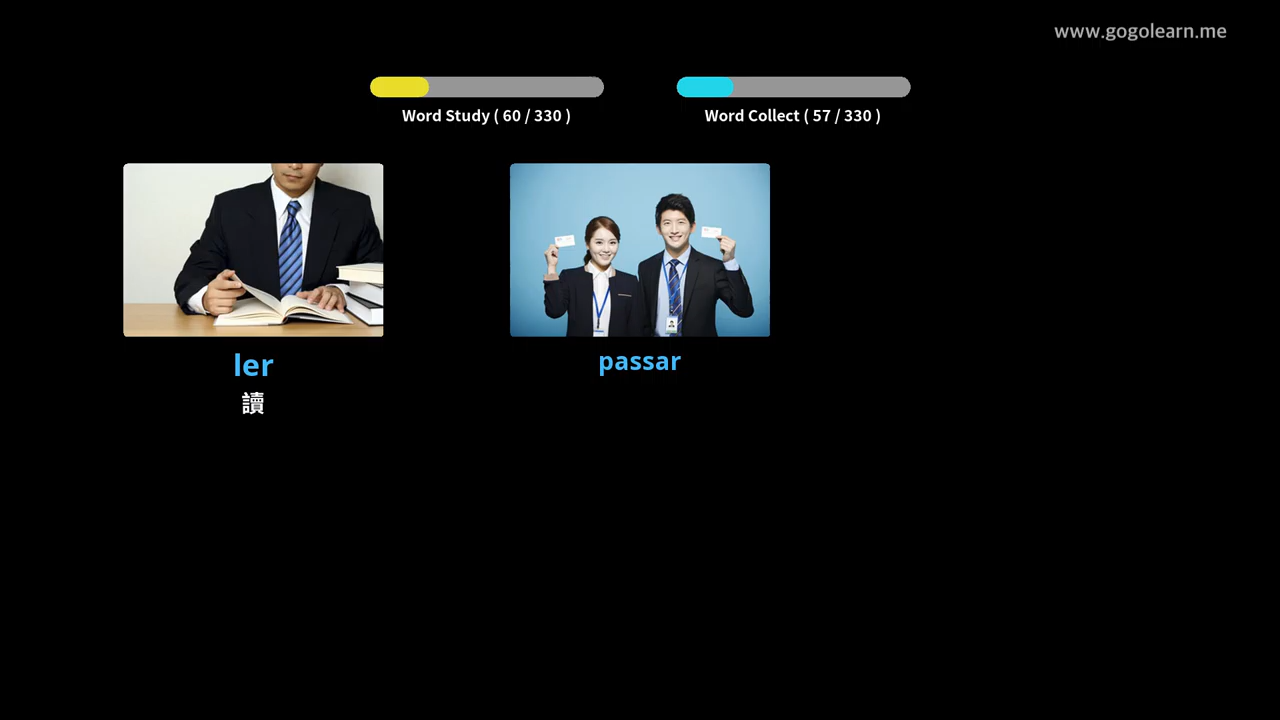 www.gogolearn.me
Word Study ( 60 / 330 )
Word Collect ( 57 / 330 )
ler
讀
passar